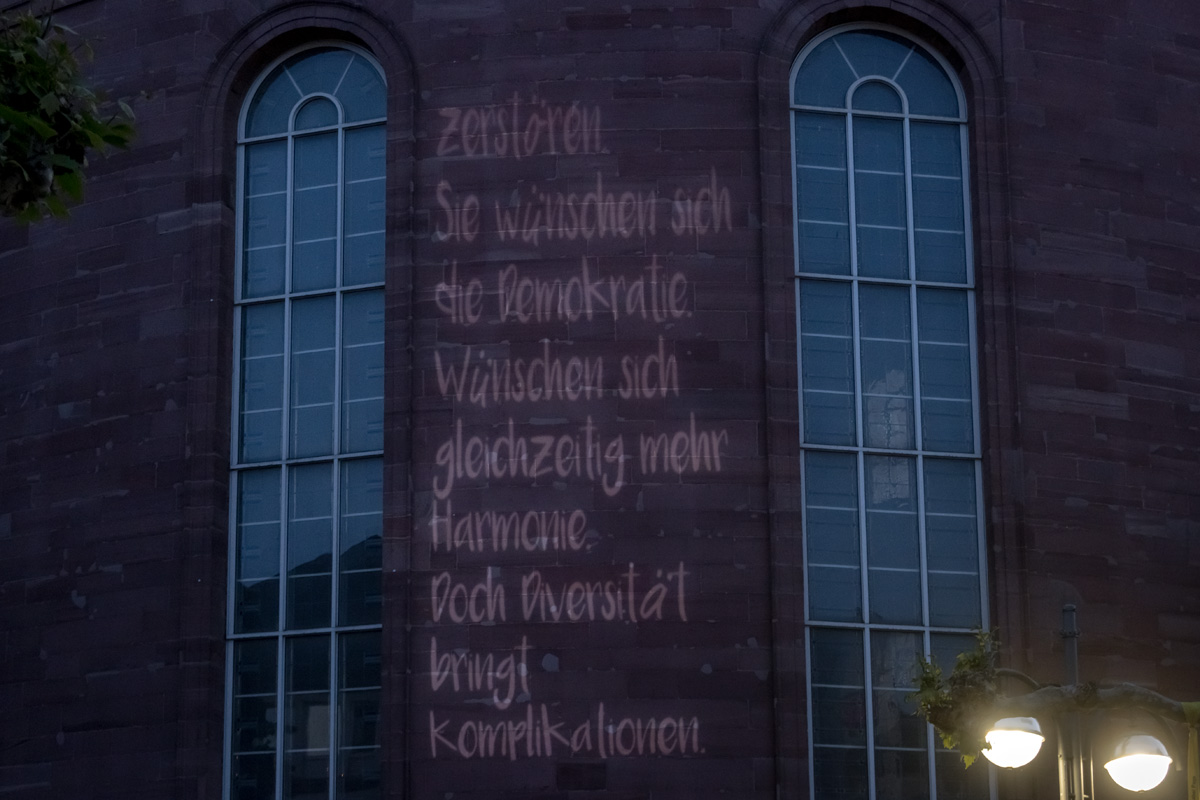 zerstören.
Sie wünschen sich
die Demokratie.
Wünschen sich
gleichzeitig mehr
Harmonie.
Doch Diversität
bringt
Komplikationen.